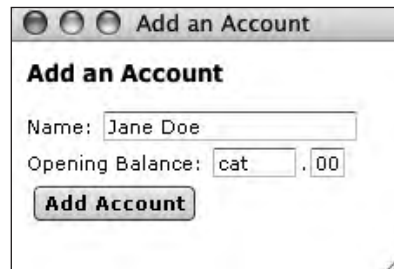 Add an Account
Add an Account
Name: Jane Doe
Opening Balance: cat . 00
Add Account